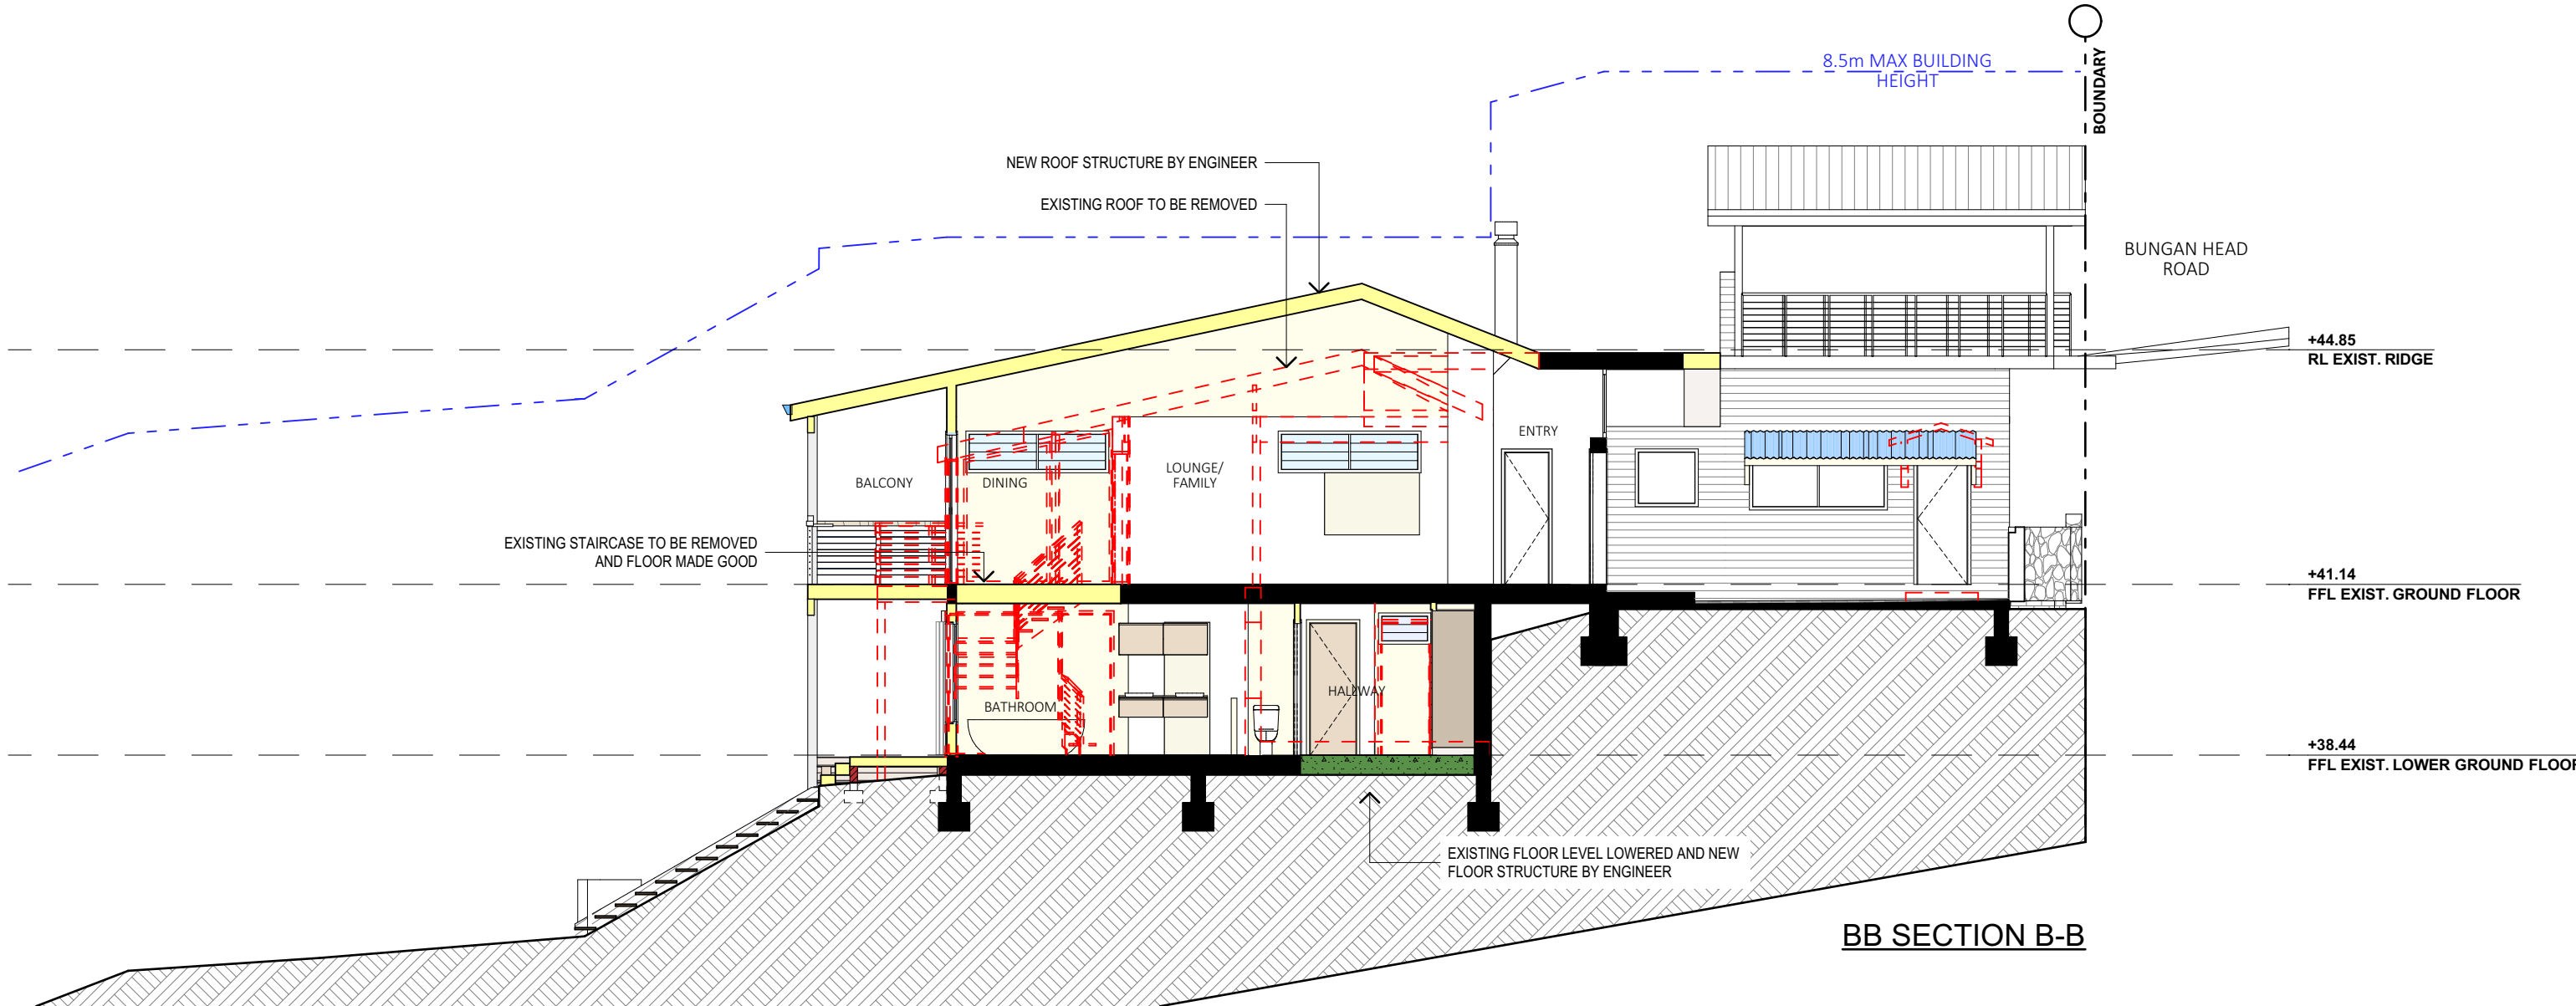 8.5m MAX BUILDING
HEIGHT
BOUNDARY
NEW ROOF STRUCTURE BY ENGINEER
EXISTING ROOF TO BE REMOVED
BUNGAN HEAD
ROAD
+44.85
RL EXIST. RIDGE
ENTRY
LOUNGE/
FAMILY
BALCONY
DINING
EXISTING STAIRCASE TO BE REMOVED
AND FLOOR MADE GOOD
+41.14
FFL EXIST. GROUND FLOOR
HALLWAY
BATHROOM
+38.44
FFL EXIST. LOWER GROUND FLOOR
EXISTING FLOOR LEVEL LOWERED AND NEW
FLOOR STRUCTURE BY ENGINEER
BB SECTION B-B